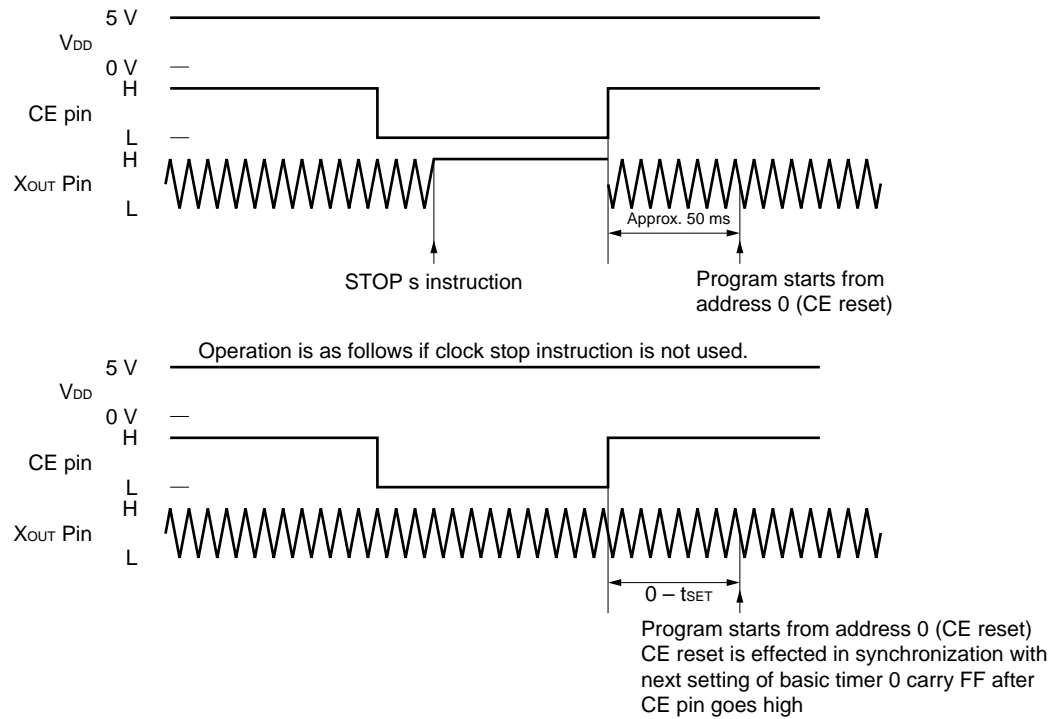 5 V
VDD
0 V
H
CE pin
L
H
XOUT Pin
L
Approx. 50 ms
STOP s instruction
Program starts from
address 0 (CE reset)
Operation is as follows if clock stop instruction is not used.
5 V
VDD
0 V
H
CE pin
L
H
XOUT Pin
L
0 – tSET
Program starts from address 0 (CE reset)
CE reset is effected in synchronization with
next setting of basic timer 0 carry FF after
CE pin goes high